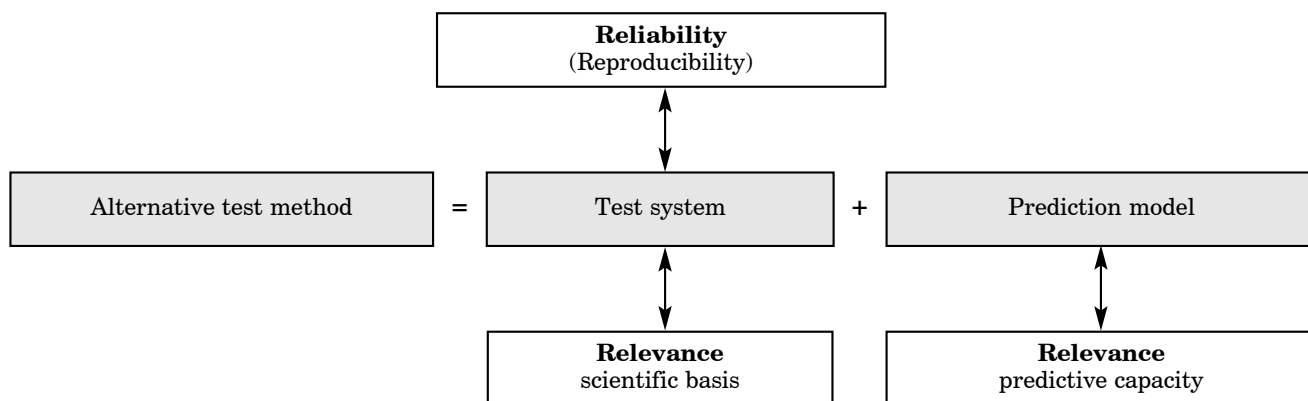 Reliability
(Reproducibility)
Alternative test method = Test system + Prediction model
Relevance
scientific basis
Relevance
predictive capacity